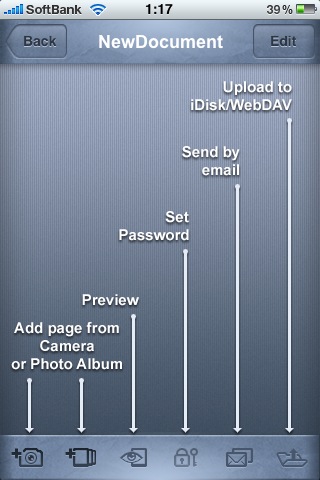 SoftBank 1:17 39%
Back NewDocument Edit
Upload to
iDisk/WebDAV
Send by
email
Set
Password
Preview
Add page from
Camera
or Photo Album